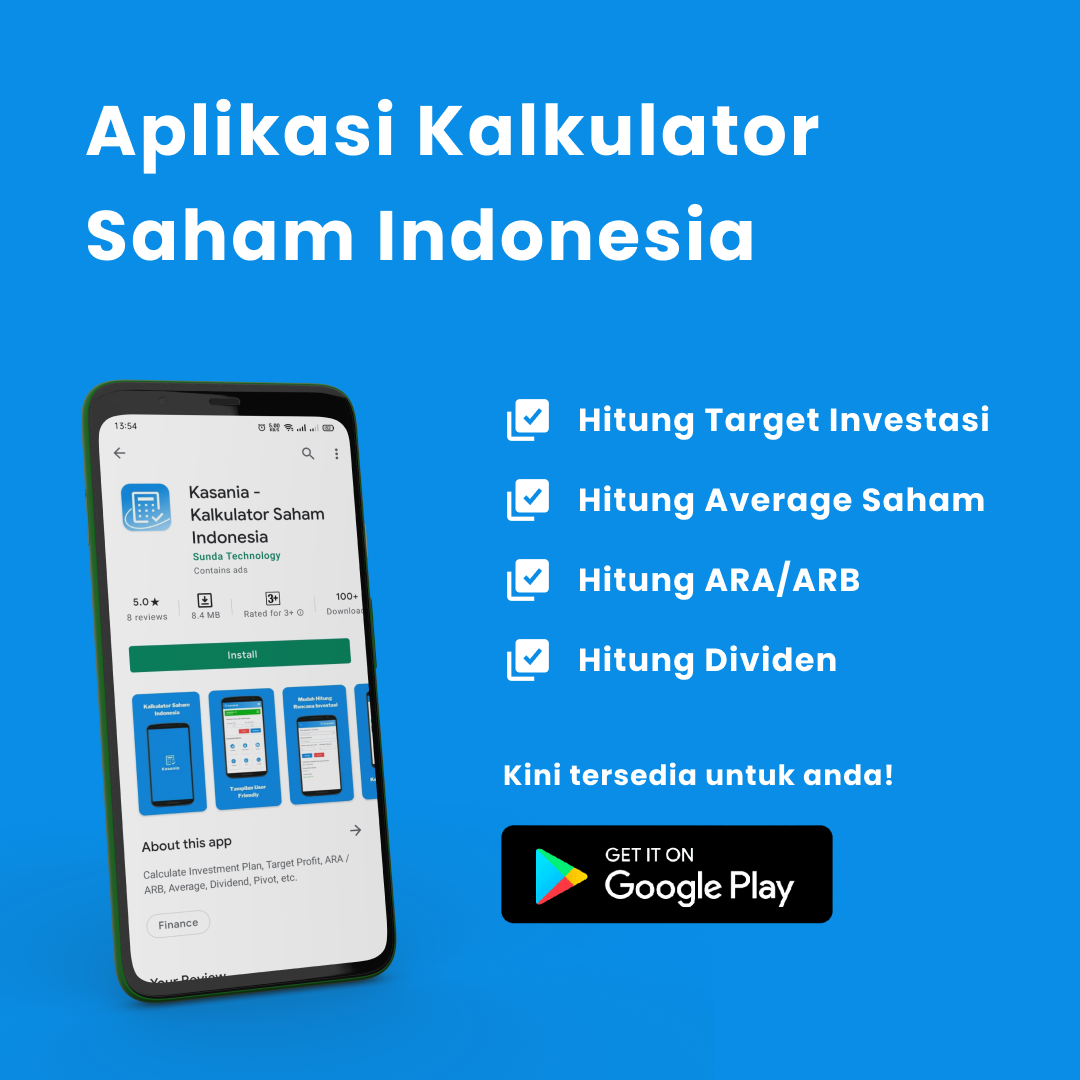 Aplikasi Kalkulator
Saham Indonesia
13:54
Kasania -
Kalkulator Saham
Indonesia
Sunda Technology
Contains ads
5.0★
8 reviews
8.4 MB
3+
Rated for 3+
100+
Install
Kalkulator Saham
Indonesia
Kasania
Tampilan User
Friendly
Mudah Hitung
Rencana Investasi
About this app
Calculate Investment Plan, Target Profit, ARA /
ARB, Average, Dividend, Pivot, etc.
Finance
Your Review
Hitung Target Investasi
Hitung Average Saham
Hitung ARA/ARB
Hitung Dividen
Kini tersedia untuk anda!
GET IT ON
Google Play